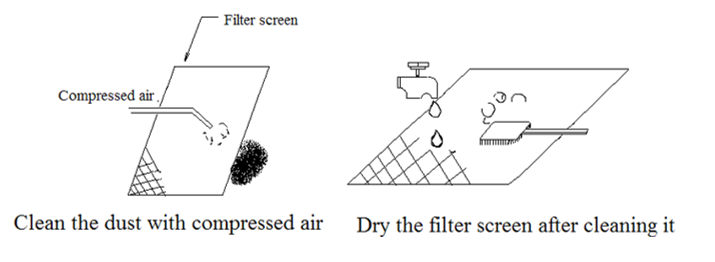 Filter screen
Compressed air
Clean the dust with compressed air
Dry the filter screen after cleaning it